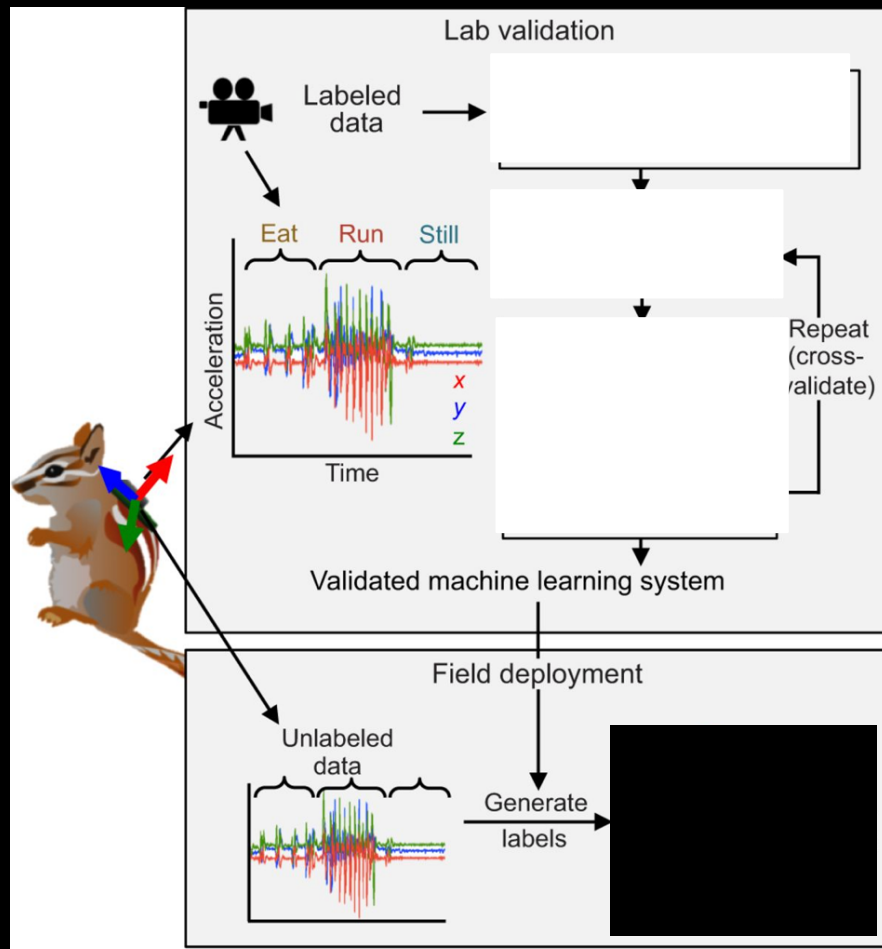 Lab validation
Labeled
data
Eat Run Still
Acceleration
x
y
z
Time
Repeat
(cross-
validate)
Validated machine learning system
Field deployment
Unlabeled
data
Generate
labels